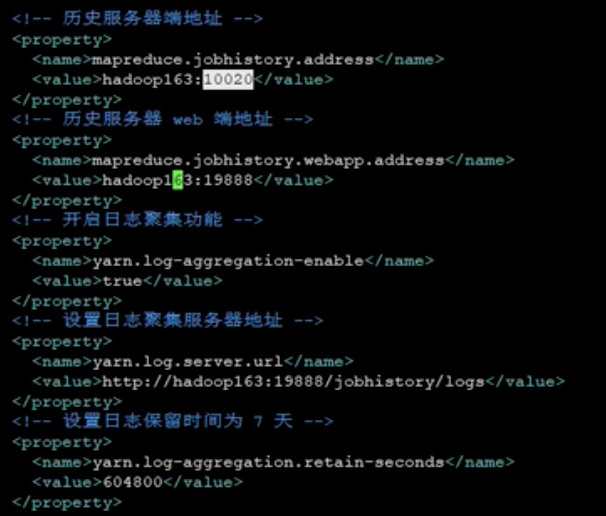 <!-- 历史服务器端地址 -->
<property>
  <name>mapreduce.jobhistory.address</name>
  <value>hadoop163:10020</value>
</property>
<!-- 历史服务器 web 端地址 -->
<property>
  <name>mapreduce.jobhistory.webapp.address</name>
  <value>hadoop163:19888</value>
</property>
<!-- 开启日志聚集功能 -->
<property>
  <name>yarn.log-aggregation-enable</name>
  <value>true</value>
</property>
<!-- 设置日志聚集服务器地址 -->
<property>
  <name>yarn.log.server.url</name>
  <value>http://hadoop163:19888/jobhistory/logs</value>
</property>
<!-- 设置日志保留时间为 7 天 -->
<property>
  <name>yarn.log-aggregation.retain-seconds</name>
  <value>604800</value>
</property>